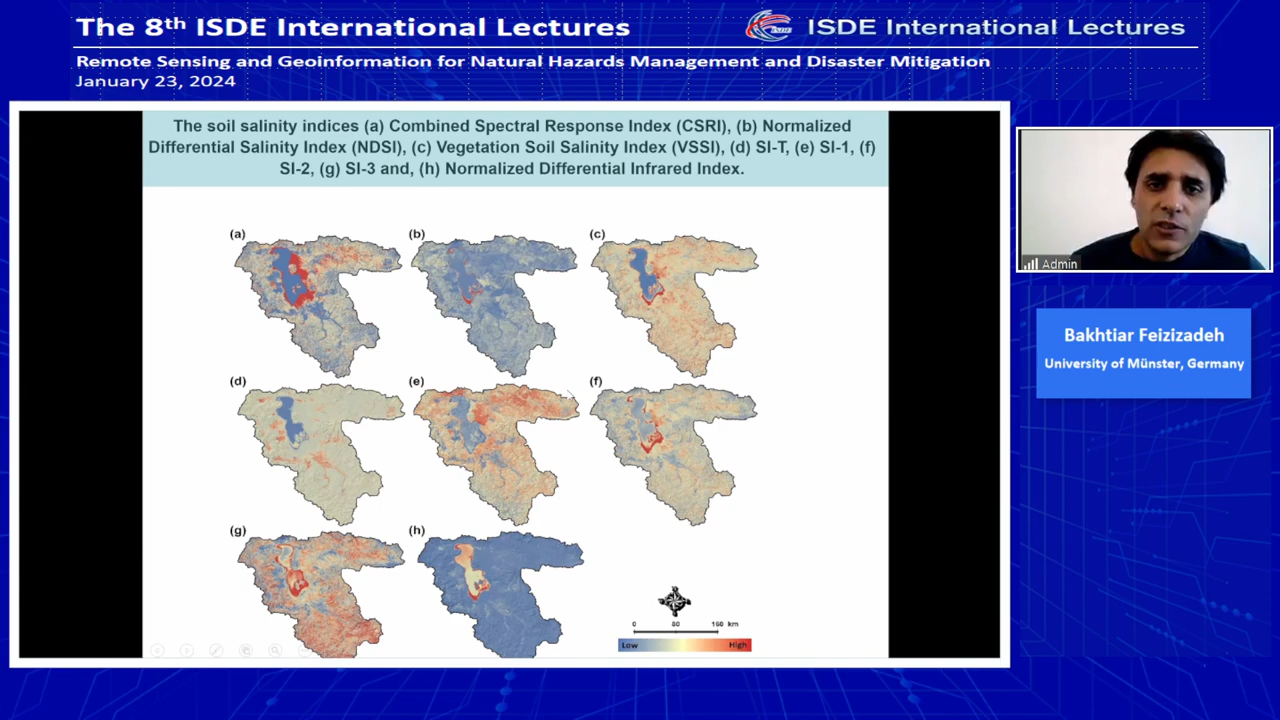 The 8th ISDE International Lectures
ISDE
ISDE International Lectures
Remote Sensing and Geoinformation for Natural Hazards Management and Disaster Mitigation
January 23, 2024
The soil salinity indices (a) Combined Spectral Response Index (CSRI), (b) Normalized
Differential Salinity Index (NDSI), (c) Vegetation Soil Salinity Index (VSSI), (d) SI-T, (e) SI-1, (f)
SI-2, (g) SI-3 and, (h) Normalized Differential Infrared Index.
(a)
(b)
(c)
(d)
(e)
(f)
(g)
(h)
0 80 160 km
Low High
Admin
Bakhtiar Feizizadeh
University of Münster, Germany